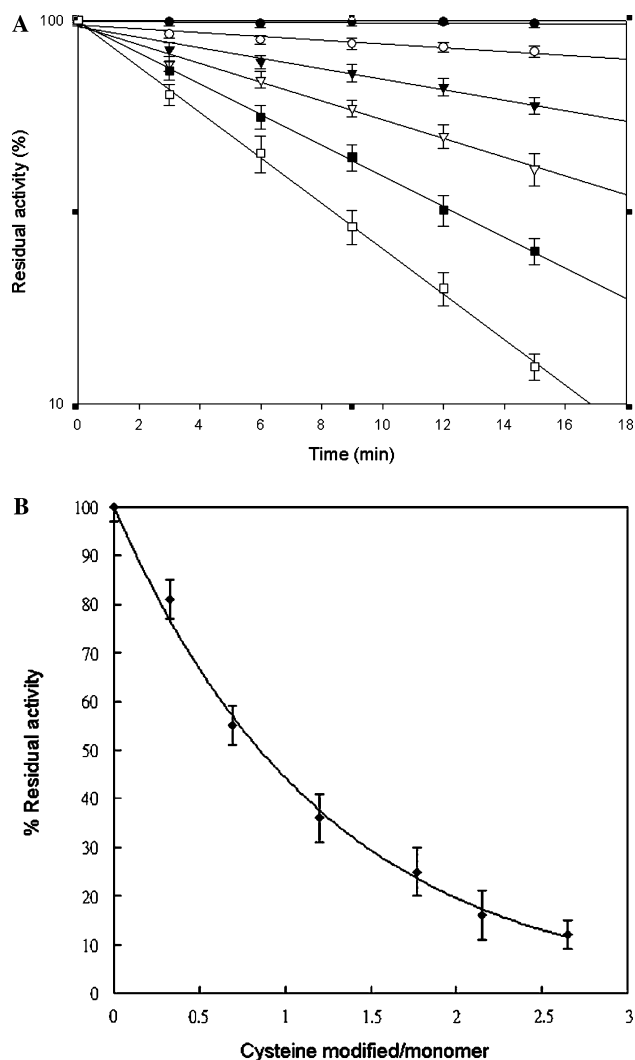 A
100
10
Residual activity (%)
0 2 4 6 8 10 12 14 16 18
Time (min)
B
100
90
80
70
60
50
40
30
20
10
0
% Residual activity
0 0.5 1 1.5 2 2.5 3
Cysteine modified/monomer